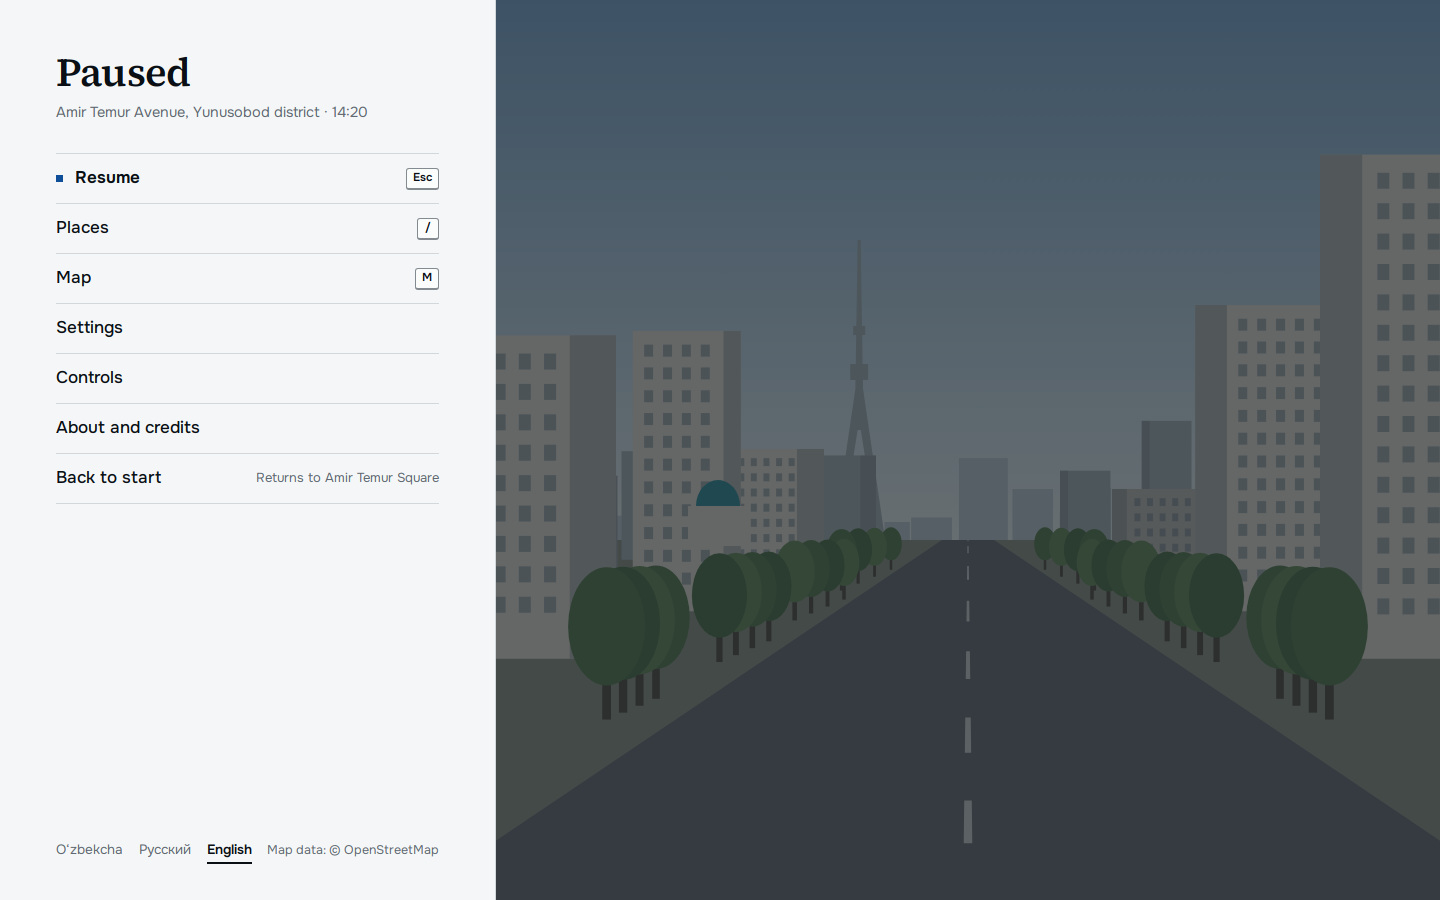 Paused
Amir Temur Avenue, Yunusobod district · 14:20
Resume Esc
Places /
Map M
Settings
Controls
About and credits
Back to start Returns to Amir Temur Square
Oʻzbekcha Русский English Map data: © OpenStreetMap